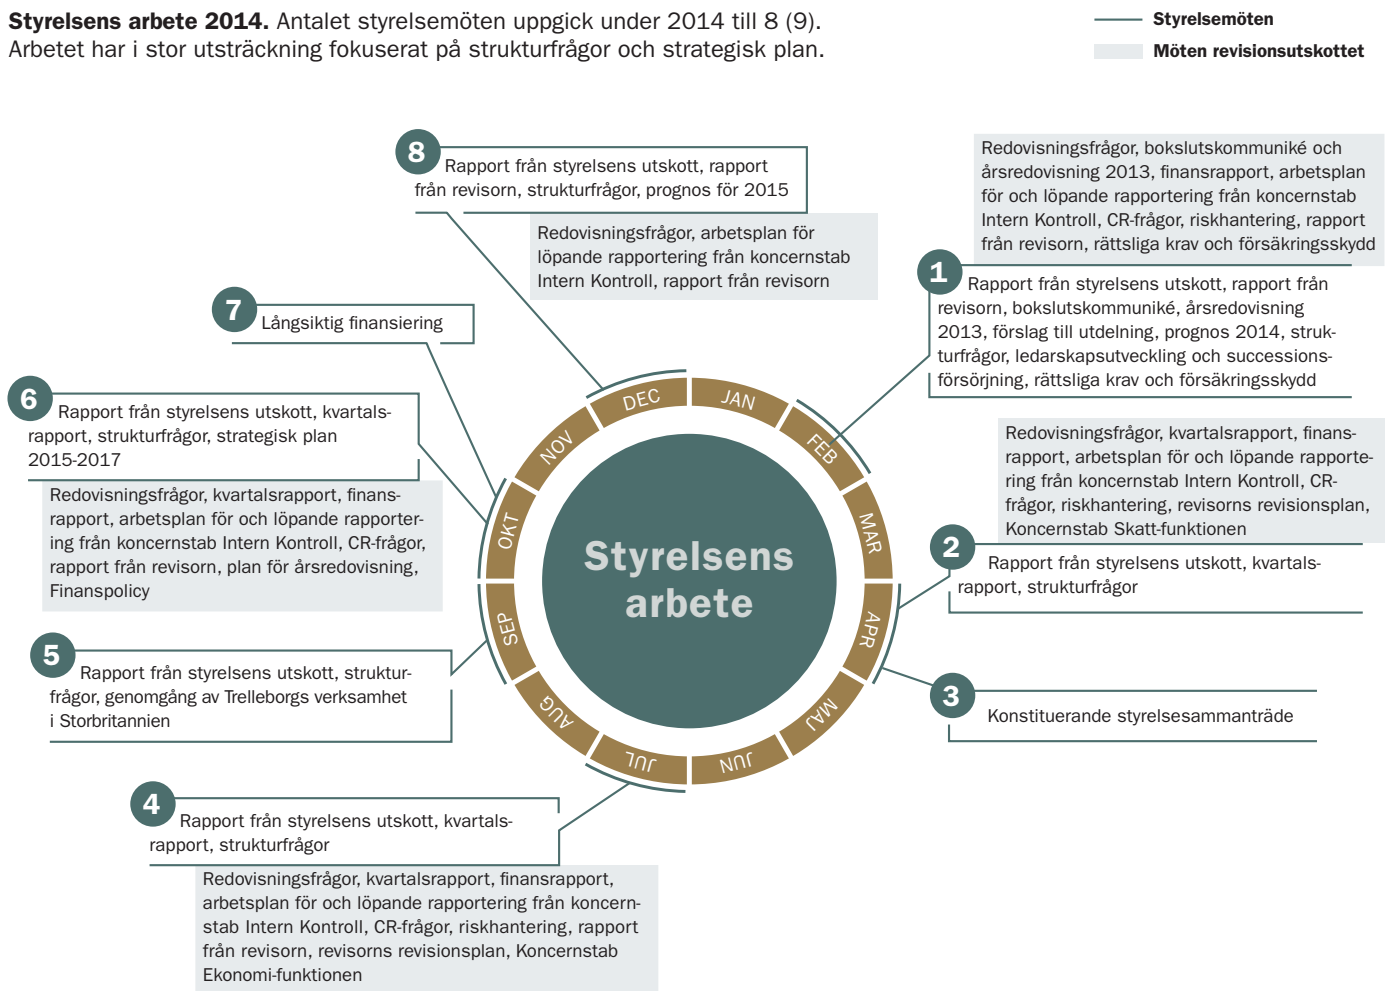 Styrelsens arbete 2014. Antalet styrelsemöten uppgick under 2014 till 8 (9).
Arbetet har i stor utsträckning fokuserat på strukturfrågor och strategisk plan.
Styrelsemöten
Möten revisionsutskottet
Redovisningsfrågor, bokslutskommuniké och
årsredovisning 2013, finansrapport, arbetsplan
för och löpande rapportering från koncernstab
Intern Kontroll, CR-frågor, riskhantering, rapport
från revisorn, rättsliga krav och försäkringsskydd
1
Rapport från styrelsens utskott, rapport från
revisorn, bokslutskommuniké, årsredovisning
2013, förslag till utdelning, prognos 2014, struk-
turfrågor, ledarskapsutveckling och successions-
försörjning, rättsliga krav och försäkringsskydd
Redovisningsfrågor, kvartalsrapport, finans-
rapport, arbetsplan för och löpande rapporte-
ring från koncernstab Intern Kontroll, CR-
frågor, riskhantering, revisorns revisionsplan,
Koncernstab Skatt-funktionen
2
Rapport från styrelsens utskott, kvartals-
rapport, strukturfrågor
3
Konstituerande styrelsesammanträde
4
Rapport från styrelsens utskott, kvartals-
rapport, strukturfrågor
Redovisningsfrågor, kvartalsrapport, finansrapport,
arbetsplan för och löpande rapportering från koncern-
stab Intern Kontroll, CR-frågor, riskhantering, rapport
från revisorn, revisorns revisionsplan, Koncernstab
Ekonomi-funktionen
5
Rapport från styrelsens utskott, struktur-
frågor, genomgång av Trelleborgs verksamhet
i Storbritannien
6
Rapport från styrelsens utskott, kvartals-
rapport, strukturfrågor, strategisk plan
2015-2017
Redovisningsfrågor, kvartalsrapport, finans-
rapport, arbetsplan för och löpande rapporter-
ing från koncernstab Intern Kontroll, CR-frågor,
rapport från revisorn, plan för årsredovisning,
Finanspolicy
7
Långsiktig finansiering
8
Rapport från styrelsens utskott, rapport
från revisorn, strukturfrågor, prognos för 2015
Redovisningsfrågor, arbetsplan för
löpande rapportering från koncernstab
Intern Kontroll, rapport från revisorn
JAN
FEB
MAR
APR
MAJ
JUN
JUL
AUG
SEP
OKT
NOV
DEC
Styrelsens
arbete